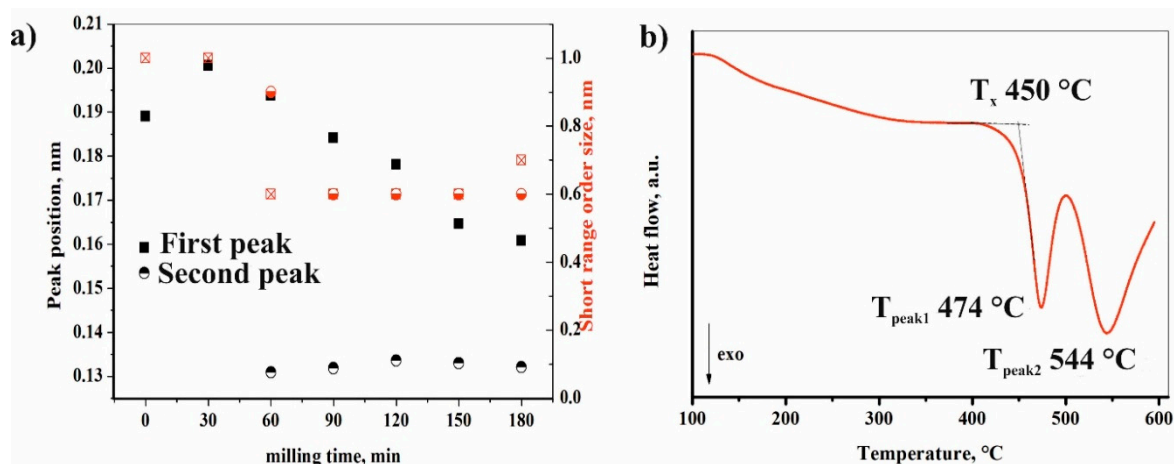 a)
Peak position, nm
0.21
0.20
0.19
0.18
0.17
0.16
0.15
0.14
0.13
First peak
Second peak
1.0
0.8
0.6
0.4
0.2
0.0
Short range order size, nm
0 30 60 90 120 150 180
milling time, min
b)
Heat flow, a.u.
Tx 450 °C
Tpeak1 474 °C
Tpeak2 544 °C
exo
100 200 300 400 500 600
Temperature, °C